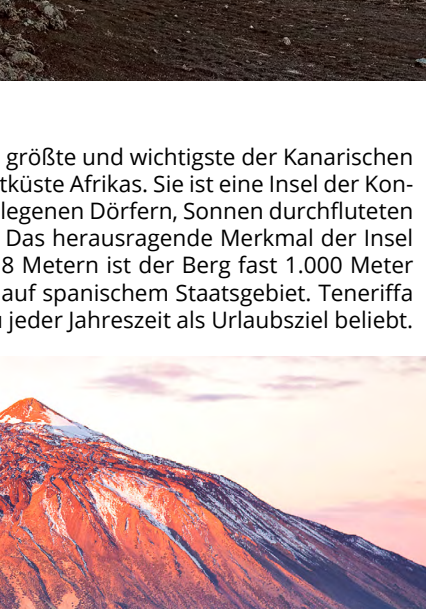 größte und wichtigste der Kanarischen
tküste Afrikas. Sie ist eine Insel der Kon-
legenen Dörfern, Sonnen durchfluteten
Das herausragende Merkmal der Insel
8 Metern ist der Berg fast 1.000 Meter
auf spanischem Staatsgebiet. Teneriffa
jeder Jahreszeit als Urlaubsziel beliebt.